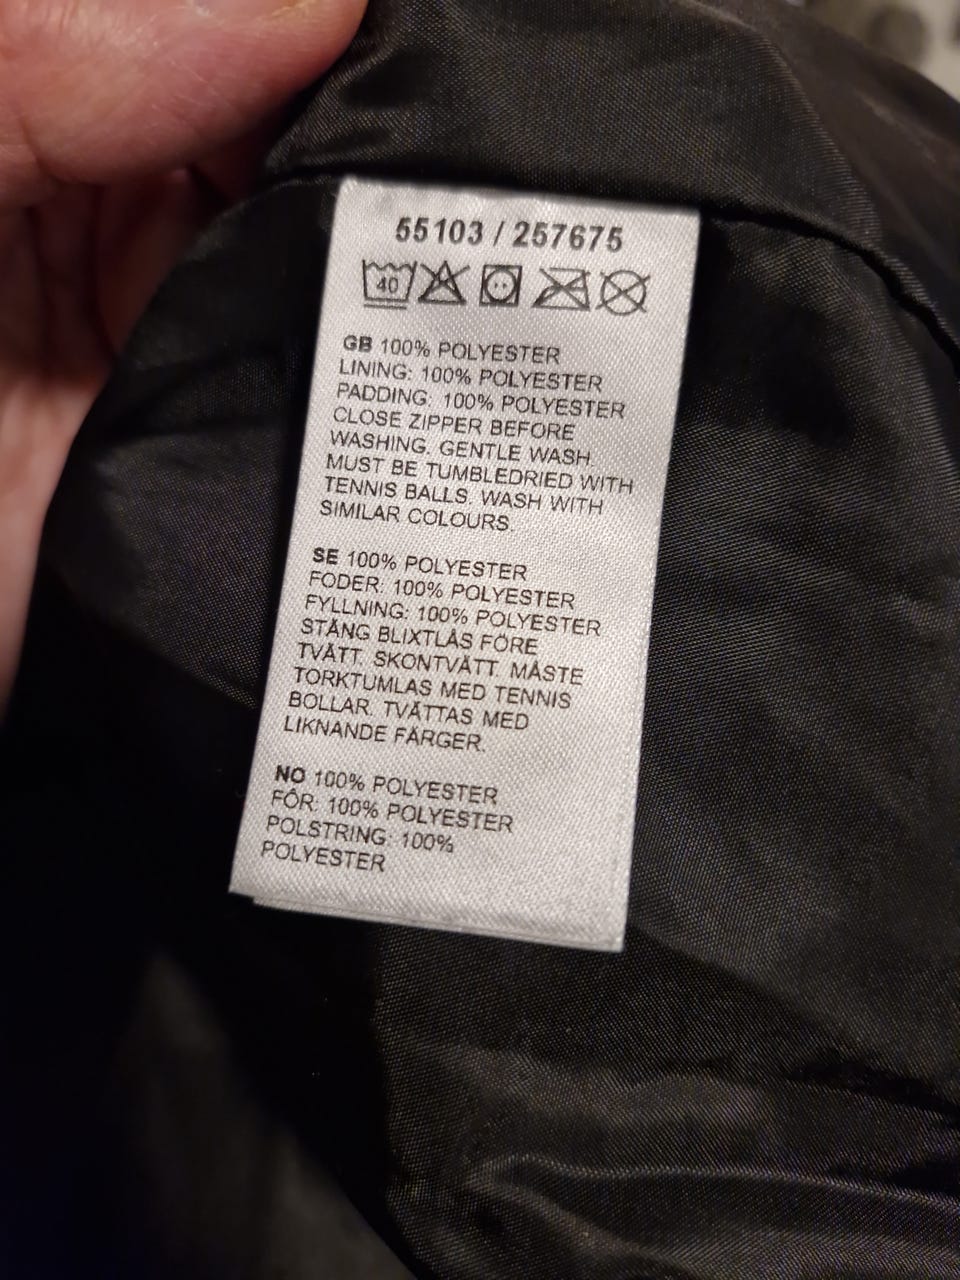 55103 / 257675
40
GB 100% POLYESTER
LINING: 100% POLYESTER
PADDING: 100% POLYESTER
CLOSE ZIPPER BEFORE
WASHING. GENTLE WASH.
MUST BE TUMBLEDRIED WITH
TENNIS BALLS. WASH WITH
SIMILAR COLOURS.
SE 100% POLYESTER
FODER: 100% POLYESTER
FYLLNING: 100% POLYESTER
STÄNG BLIXTLÅS FÖRE
TVÄTT. SKONTVÄTT. MÅSTE
TORKTUMLAS MED TENNIS
BOLLAR. TVÄTTAS MED
LIKNANDE FÄRGER.
NO 100% POLYESTER
FÔR: 100% POLYESTER
POLSTRING: 100%
POLYESTER